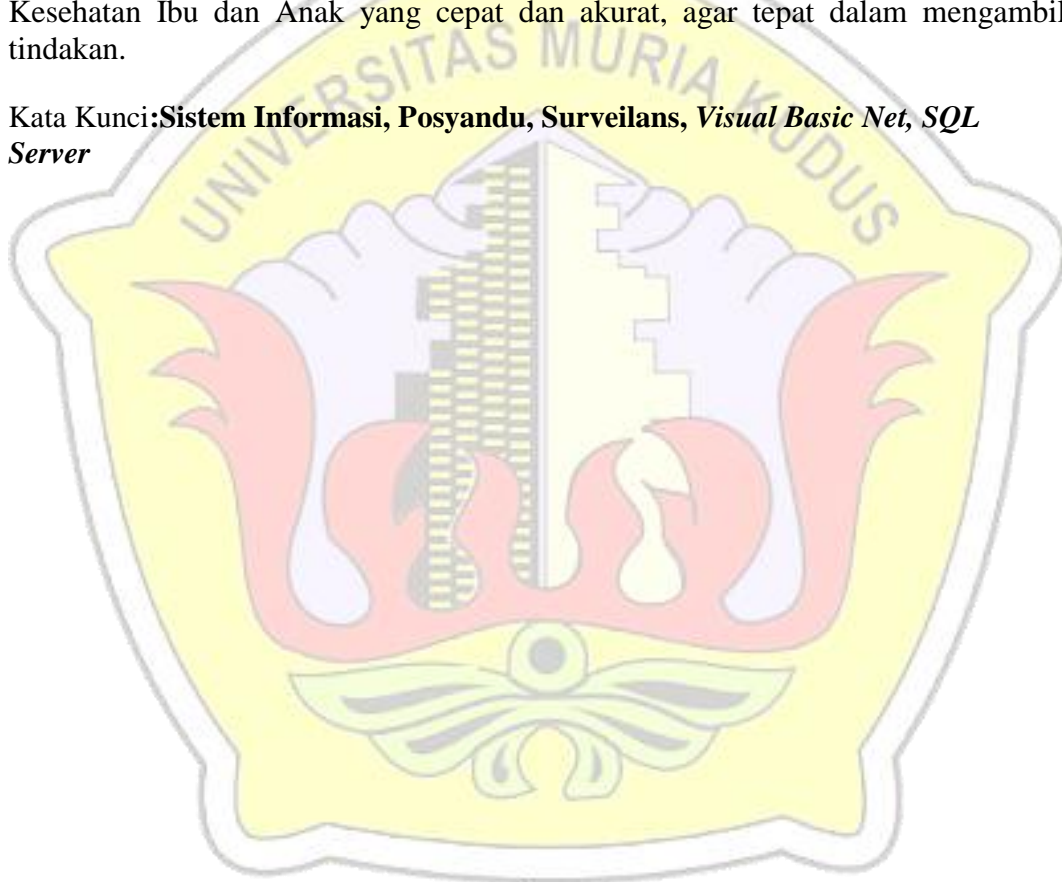 Kesehatan Ibu dan Anak yang cepat dan akurat, agar tepat dalam mengambil
tindakan.
UNIVERSITAS MURIA KUDUS
Kata Kunci:Sistem Informasi, Posyandu, Surveilans, Visual Basic Net, SQL
Server